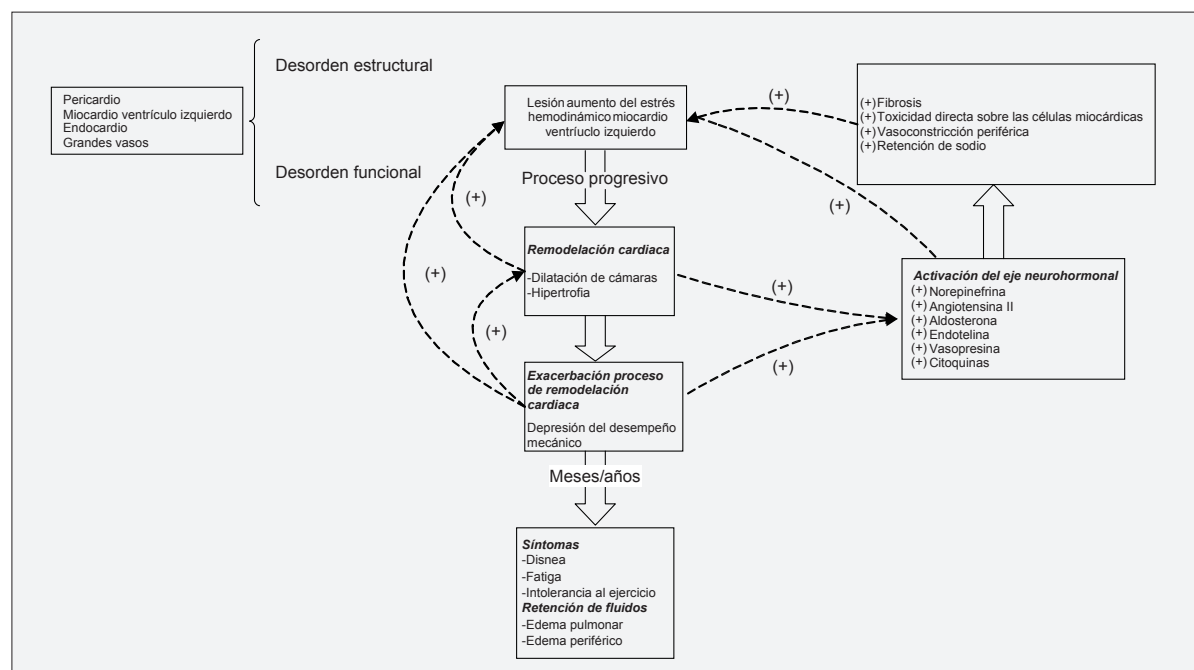 Desorden estructural
Pericardio
Miocardio ventrículo izquierdo
Endocardio
Grandes vasos
Desorden funcional
Lesión aumento del estrés
hemodinámico miocardio
ventríuclo izquierdo
(+)
(+) Fibrosis
(+) Toxicidad directa sobre las células miocárdicas
(+) Vasoconstricción periférica
(+) Retención de sodio
Proceso progresivo
(+)
(+)
(+)
Remodelación cardiaca
-Dilatación de cámaras
-Hipertrofia
(+)
(+)
Activación del eje neurohormonal
(+) Norepinefrina
(+) Angiotensina II
(+) Aldosterona
(+) Endotelina
(+) Vasopresina
(+) Citoquinas
Exacerbación proceso
de remodelación
cardiaca
Depresión del desempeño
mecánico
(+)
Meses/años
Síntomas
-Disnea
-Fatiga
-Intolerancia al ejercicio
Retención de fluidos
-Edema pulmonar
-Edema periférico